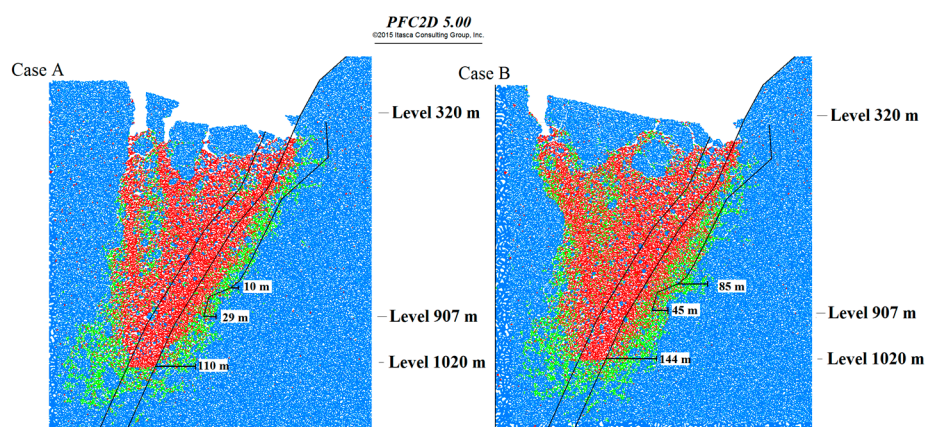 PFC2D 5.00
©2015 Itasca Consulting Group, Inc.
Case A
Case B
Level 320 m
Level 320 m
10 m
85 m
29 m
45 m
Level 907 m
Level 907 m
110 m
144 m
Level 1020 m
Level 1020 m